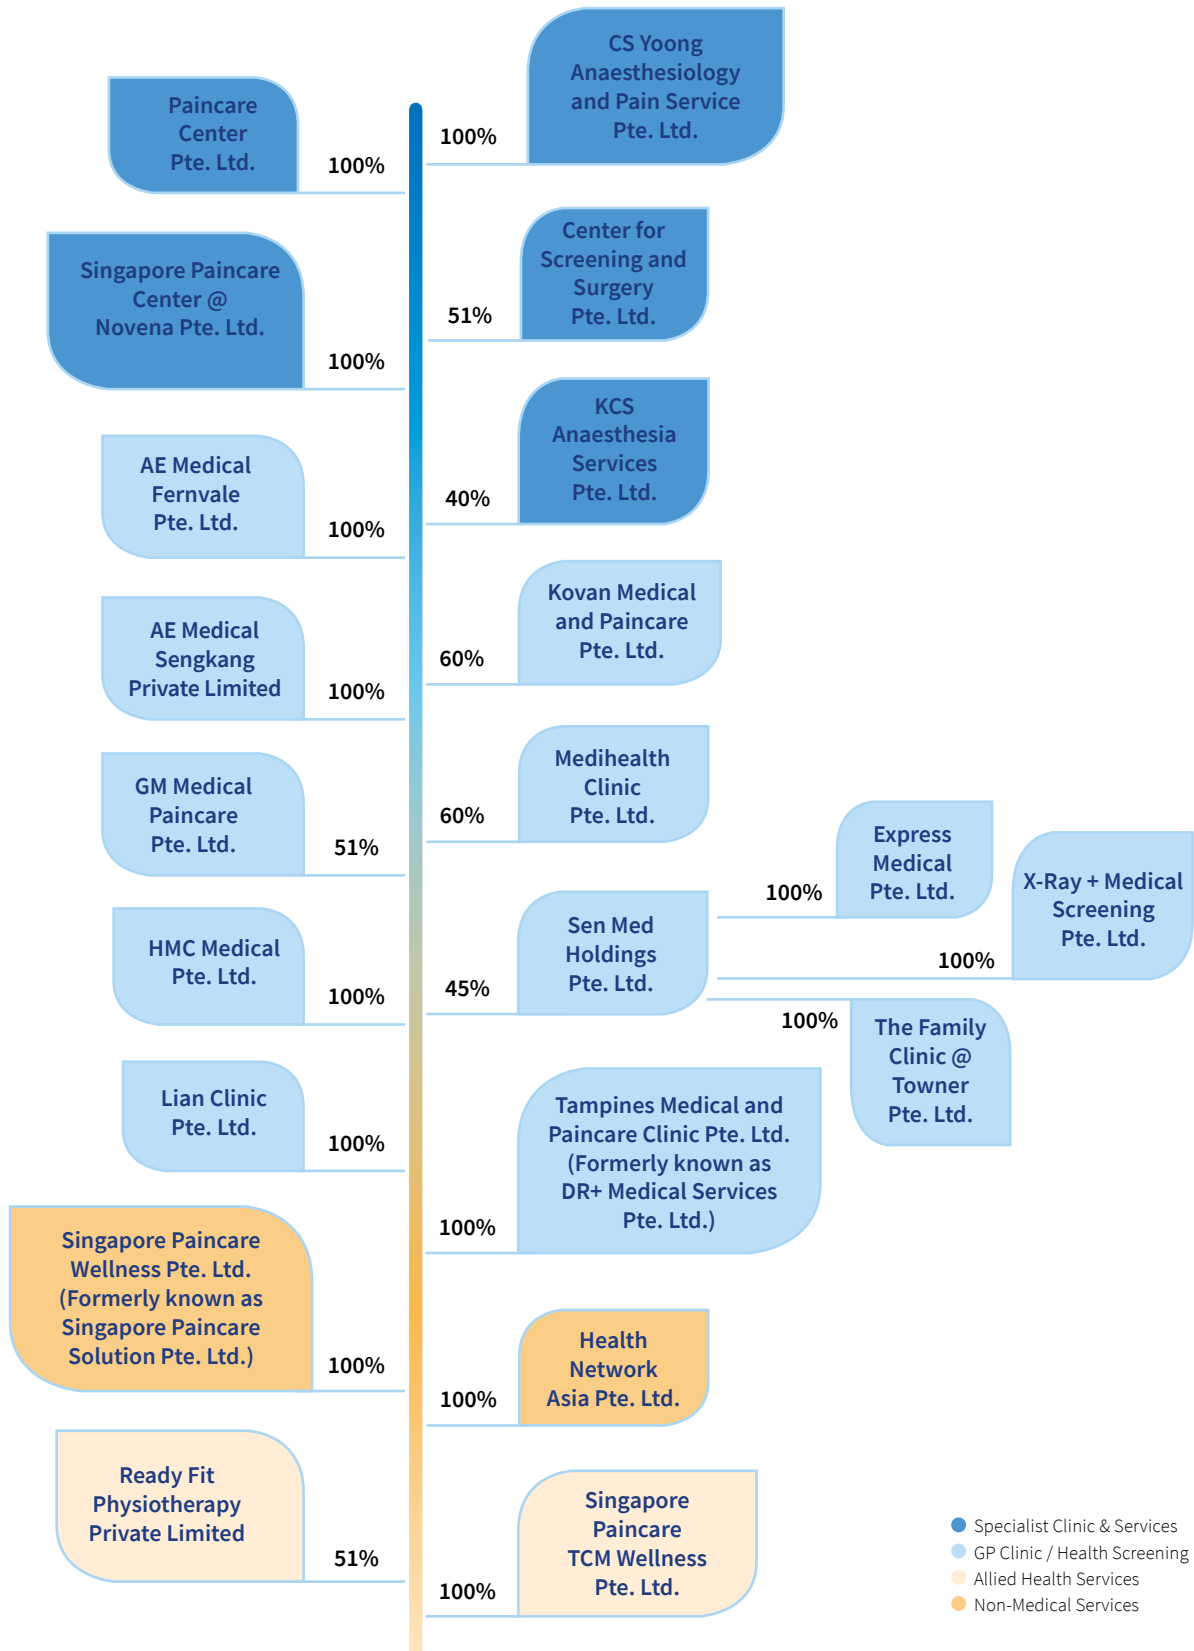 CS Yoong
Anaesthesiology
and Pain Service
Pte. Ltd.
100%
Paincare
Center
Pte. Ltd.
100%
Center for
Screening and
Surgery
Pte. Ltd.
51%
Singapore Paincare
Center @
Novena Pte. Ltd.
100%
KCS
Anaesthesia
Services
Pte. Ltd.
40%
AE Medical
Fernvale
Pte. Ltd.
100%
Kovan Medical
and Paincare
Pte. Ltd.
60%
AE Medical
Sengkang
Private Limited
100%
Medihealth
Clinic
Pte. Ltd.
60%
GM Medical
Paincare
Pte. Ltd.
51%
Express
Medical
Pte. Ltd.
100%
X-Ray + Medical
Screening
Pte. Ltd.
100%
Sen Med
Holdings
Pte. Ltd.
45%
HMC Medical
Pte. Ltd.
100%
The Family
Clinic @
Towner
Pte. Ltd.
100%
Lian Clinic
Pte. Ltd.
100%
Tampines Medical and
Paincare Clinic Pte. Ltd.
(Formerly known as
DR+ Medical Services
Pte. Ltd.)
100%
Singapore Paincare
Wellness Pte. Ltd.
(Formerly known as
Singapore Paincare
Solution Pte. Ltd.)
100%
Health
Network
Asia Pte. Ltd.
100%
Ready Fit
Physiotherapy
Private Limited
51%
Singapore
Paincare
TCM Wellness
Pte. Ltd.
100%
Specialist Clinic & Services
GP Clinic / Health Screening
Allied Health Services
Non-Medical Services